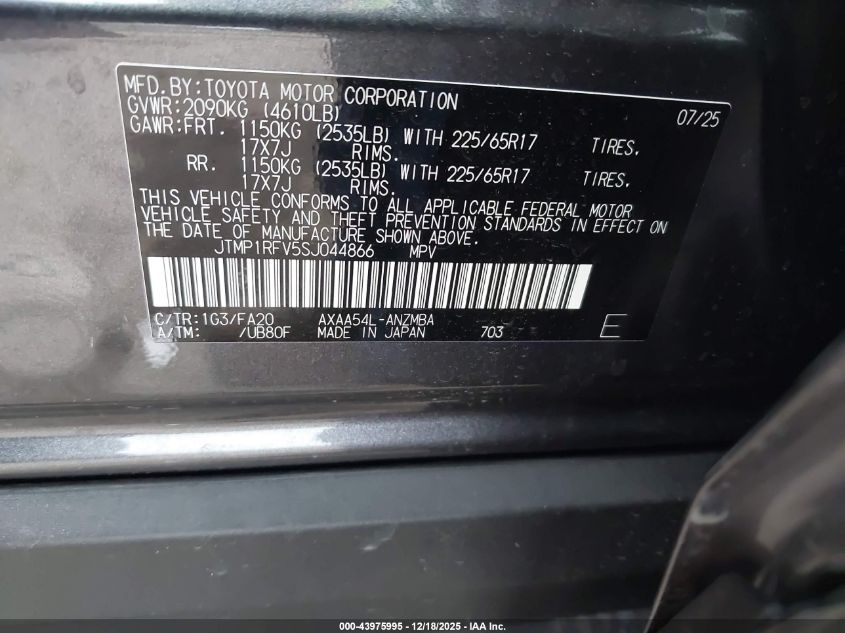 MFD.BY:TOYOTA MOTOR CORPORATION 07/25
GVWR:2090KG (4610LB)
GAWR:FRT. 1150KG (2535LB) WITH 225/65R17 TIRES,
17X7J RIMS.
RR. 1150KG (2535LB) WITH 225/65R17 TIRES,
17X7J RIMS.
THIS VEHICLE CONFORMS TO ALL APPLICABLE FEDERAL MOTOR
VEHICLE SAFETY AND THEFT PREVENTION STANDARDS IN EFFECT ON
THE DATE OF MANUFACTURE SHOWN ABOVE.
JTMP1RFV5SJ044866 MPV
C/TR:1G3/FA20 AXAA54L-ANZMBA
A/TM: /UB80F MADE IN JAPAN 703 E
000-43975995 - 12/18/2025 - IAA Inc.